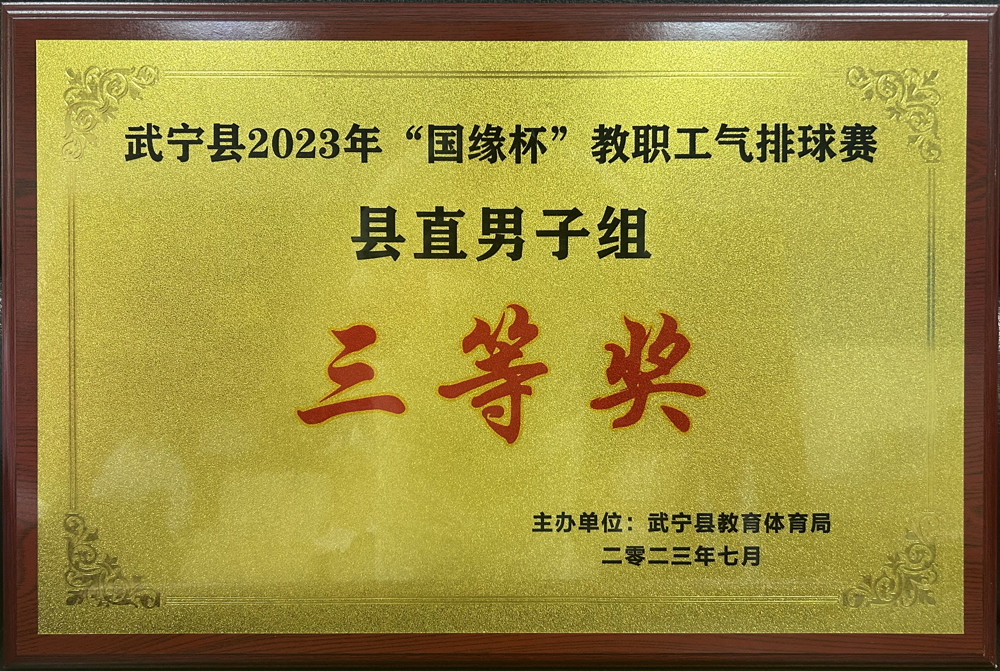 武宁县2023年“国缘杯”教职工气排球赛
县直男子组
三等奖
主办单位：武宁县教育体育局
二零二三年七月